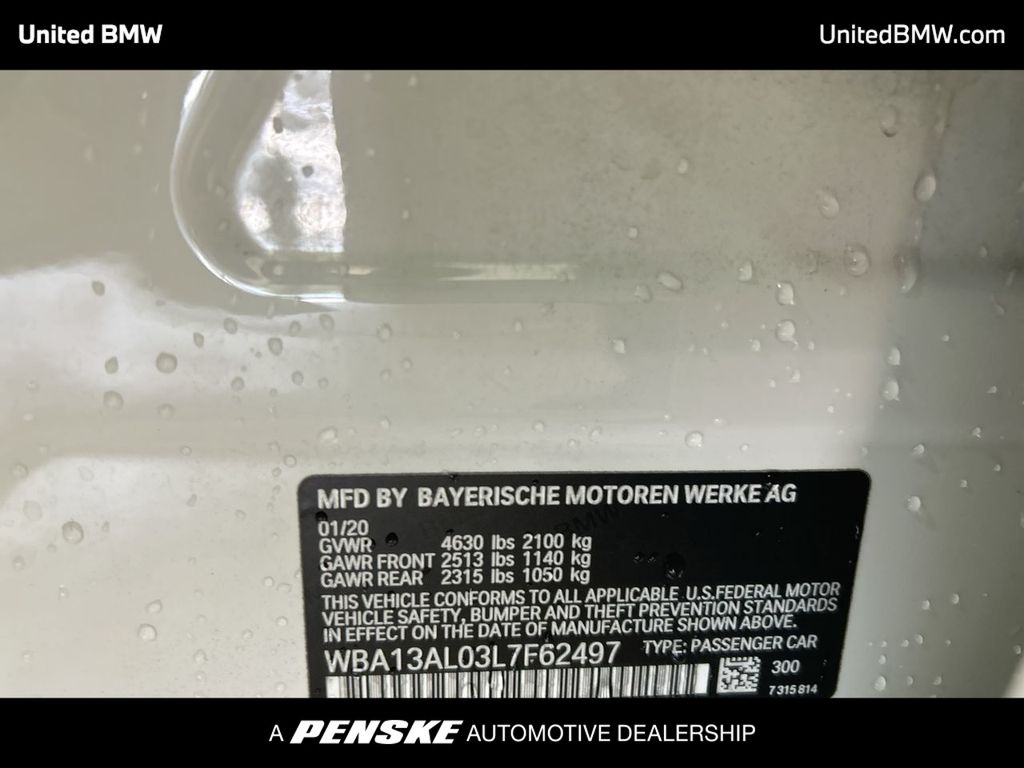 United BMW
UnitedBMW.com
MFD BY BAYERISCHE MOTOREN WERKE AG
01/20
GVWR 4630 lbs 2100 kg
GAWR FRONT 2513 lbs 1140 kg
GAWR REAR 2315 lbs 1050 kg
THIS VEHICLE CONFORMS TO ALL APPLICABLE U.S.FEDERAL MOTOR
VEHICLE SAFETY, BUMPER AND THEFT PREVENTION STANDARDS
IN EFFECT ON THE DATE OF MANUFACTURE SHOWN ABOVE.
WBA13AL03L7F62497 TYPE: PASSENGER CAR
300
7315814
A PENSKE AUTOMOTIVE DEALERSHIP